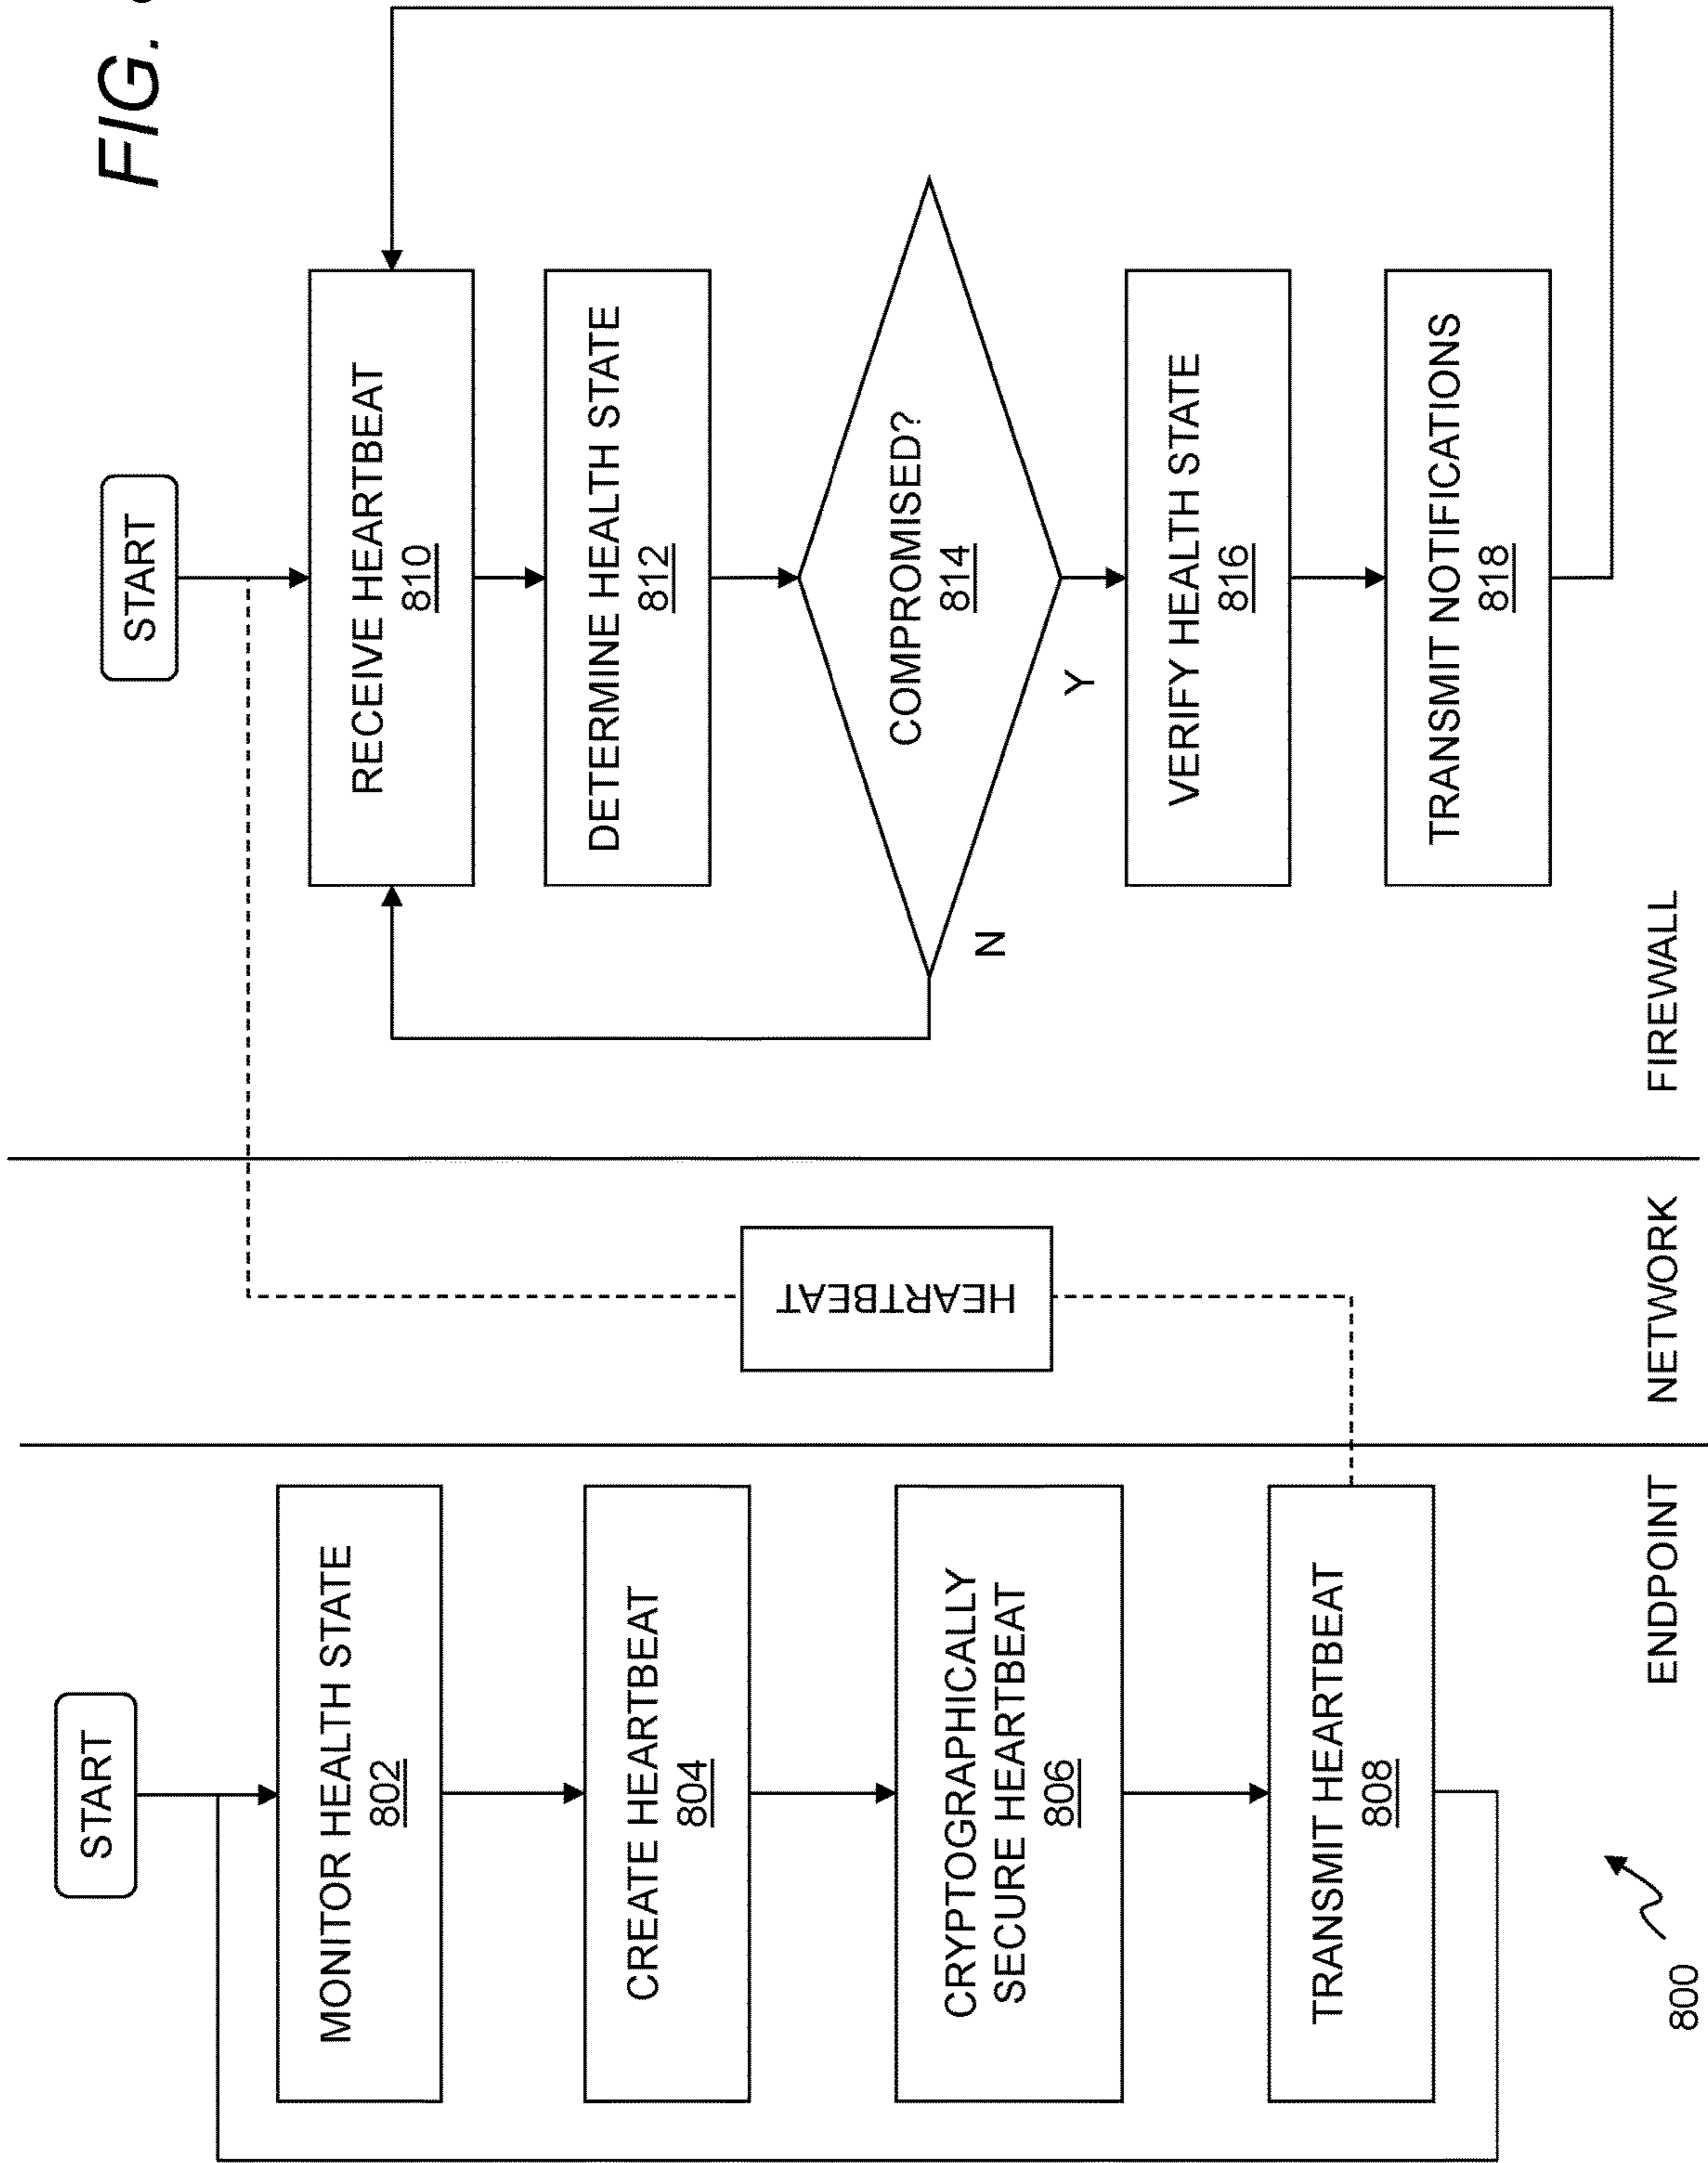 FIG.
START
MONITOR HEALTH STATE
802
CREATE HEARTBEAT
804
CRYPTOGRAPHICALLY
SECURE HEARTBEAT
806
TRANSMIT HEARTBEAT
808
ENDPOINT
800
HEARTBEAT
NETWORK
START
RECEIVE HEARTBEAT
810
DETERMINE HEALTH STATE
812
COMPROMISED?
814
N
Y
VERIFY HEALTH STATE
816
TRANSMIT NOTIFICATIONS
818
FIREWALL